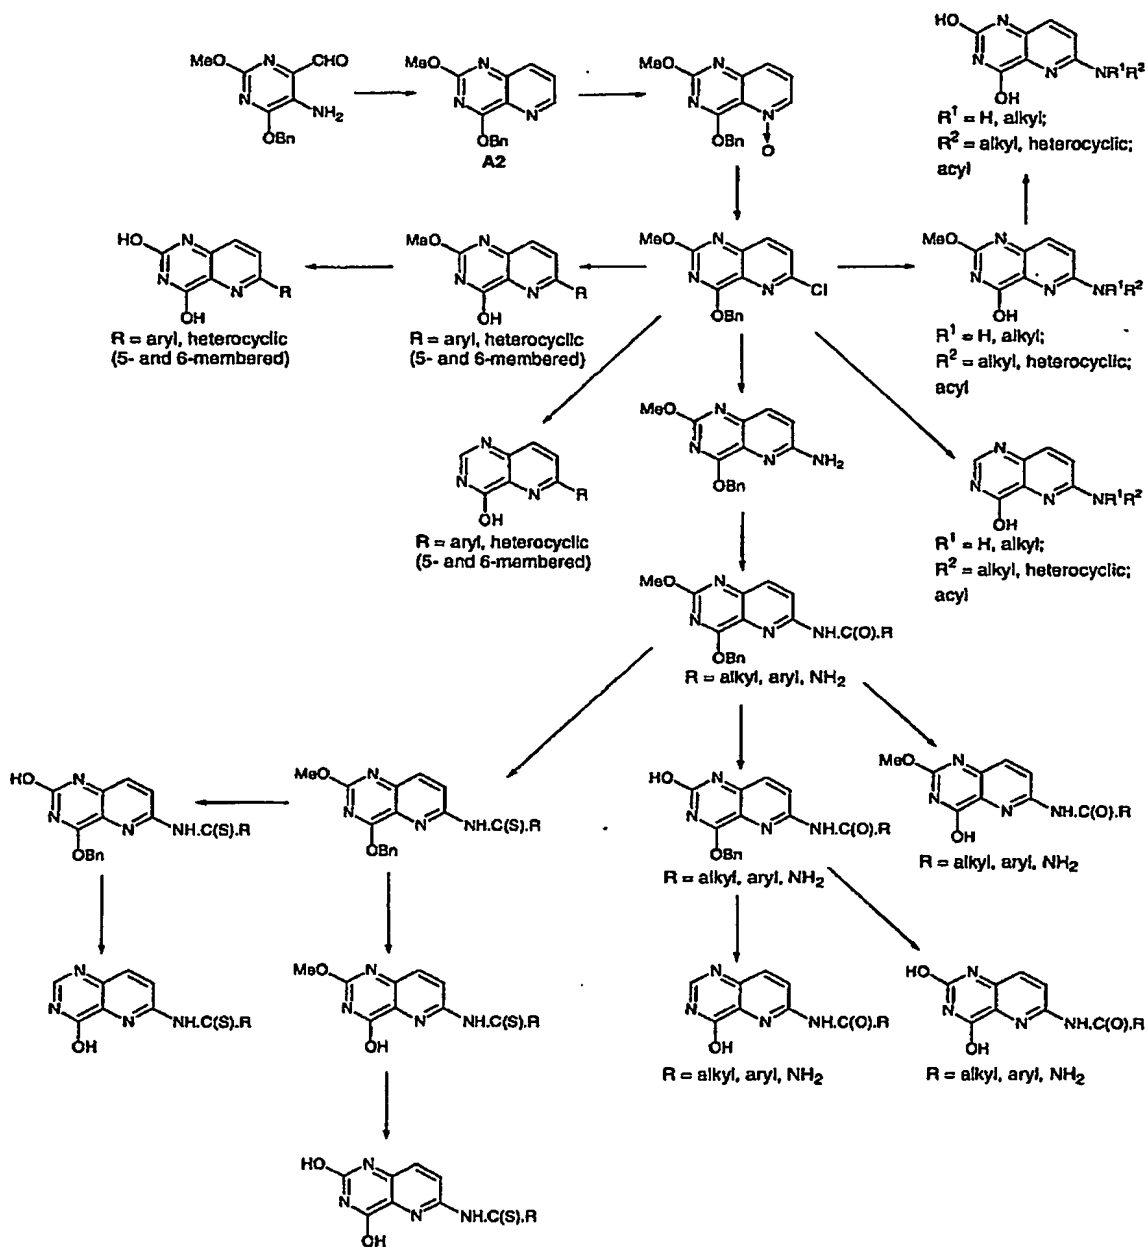 MeO N CHO
N NH2
OBn
MeO N
N N
OBn
A2
MeO N
N N
OBn O
HO N
N N NR¹R²
OH
R¹ = H, alkyl;
R² = alkyl, heterocyclic;
acyl
HO N
N N R
OH
R = aryl, heterocyclic
(5- and 6-membered)
MeO N
N N R
OH
R = aryl, heterocyclic
(5- and 6-membered)
MeO N
N N Cl
OBn
MeO N
N N NR¹R²
OH
R¹ = H, alkyl;
R² = alkyl, heterocyclic;
acyl
N
N N R
OH
R = aryl, heterocyclic
(5- and 6-membered)
MeO N
N N NH2
OBn
N
N N NR¹R²
OH
R¹ = H, alkyl;
R² = alkyl, heterocyclic;
acyl
MeO N
N N NH.C(O).R
OBn
R = alkyl, aryl, NH2
HO N
N N NH.C(S).R
OBn
MeO N
N N NH.C(S).R
OBn
HO N
N N NH.C(O).R
OBn
R = alkyl, aryl, NH2
MeO N
N N NH.C(O).R
OH
R = alkyl, aryl, NH2
N
N N NH.C(S).R
OH
MeO N
N N NH.C(S).R
OH
N
N N NH.C(O).R
OH
R = alkyl, aryl, NH2
HO N
N N NH.C(O).R
OH
R = alkyl, aryl, NH2
HO N
N N NH.C(S).R
OH